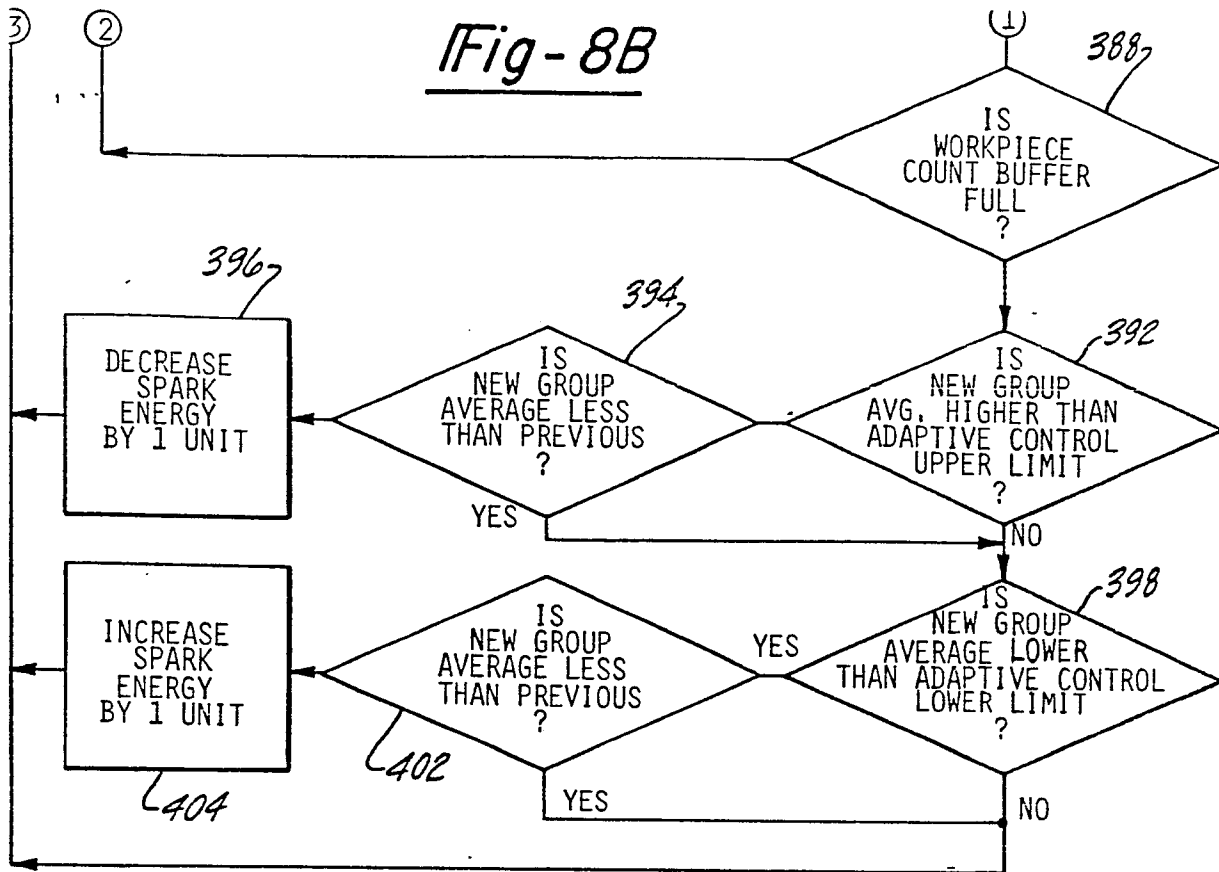 3
2
Fig-8B
1
388
IS
WORKPIECE
COUNT BUFFER
FULL
?
396
DECREASE
SPARK
ENERGY
BY 1 UNIT
394
IS
NEW GROUP
AVERAGE LESS
THAN PREVIOUS
?
YES
392
IS
NEW GROUP
AVG. HIGHER THAN
ADAPTIVE CONTROL
UPPER LIMIT
?
NO
INCREASE
SPARK
ENERGY
BY 1 UNIT
404
IS
NEW GROUP
AVERAGE LESS
THAN PREVIOUS
?
402
YES
YES
398
IS
NEW GROUP
AVERAGE LOWER
THAN ADAPTIVE CONTROL
LOWER LIMIT
?
NO